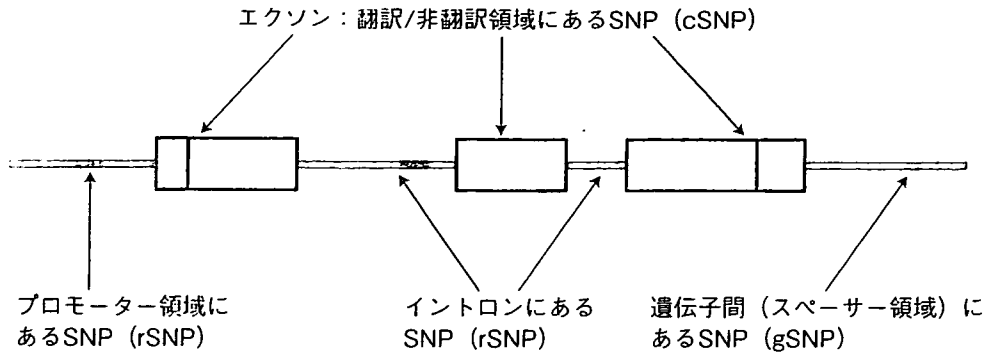 エクソン：翻訳/非翻訳領域にあるSNP（cSNP）
プロモーター領域に
あるSNP（rSNP）
イントロンにある
SNP（rSNP）
遺伝子間（スペーサー領域）に
あるSNP（gSNP）